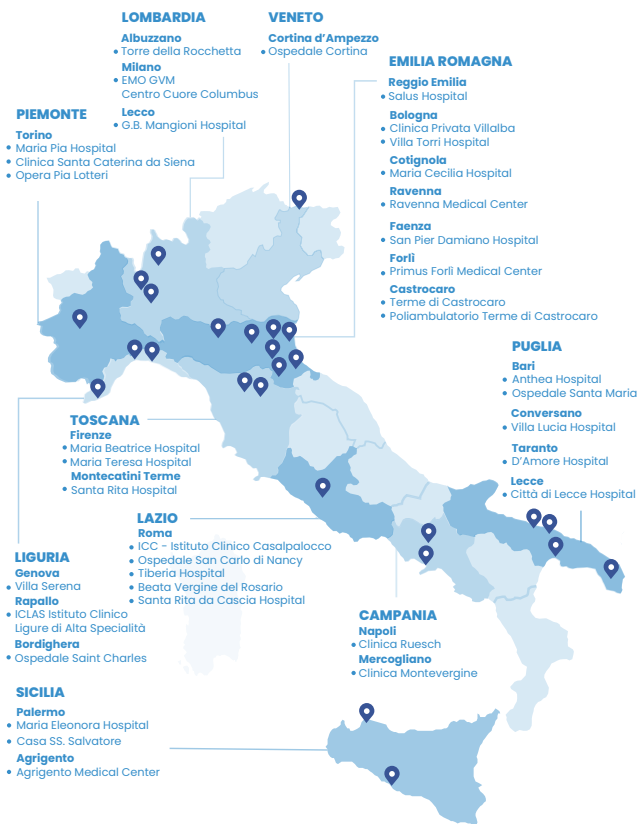 LOMBARDIA
Albuzzano
• Torre della Rocchetta
Milano
• EMO GVM
Centro Cuore Columbus
Lecco
• G.B. Mangioni Hospital
VENETO
Cortina d'Ampezzo
• Ospedale Cortina
EMILIA ROMAGNA
Reggio Emilia
• Salus Hospital
Bologna
• Clinica Privata Villalba
• Villa Torri Hospital
Cotignola
• Maria Cecilia Hospital
Ravenna
• Ravenna Medical Center
Faenza
• San Pier Damiano Hospital
Forlì
• Primus Forlì Medical Center
Castrocaro
• Terme di Castrocaro
• Poliambulatorio Terme di Castrocaro
PIEMONTE
Torino
• Maria Pia Hospital
• Clinica Santa Caterina da Siena
• Opera Pia Lotteri
PUGLIA
Bari
• Anthea Hospital
• Ospedale Santa Maria
Conversano
• Villa Lucia Hospital
Taranto
• D'Amore Hospital
Lecce
• Città di Lecce Hospital
TOSCANA
Firenze
• Maria Beatrice Hospital
• Maria Teresa Hospital
Montecatini Terme
• Santa Rita Hospital
LAZIO
Roma
• ICC - Istituto Clinico Casalpalocco
• Ospedale San Carlo di Nancy
• Tiberia Hospital
• Beata Vergine del Rosario
• Santa Rita da Cascia Hospital
LIGURIA
Genova
• Villa Serena
Rapallo
• ICLAS Istituto Clinico
Ligure di Alta Specialità
Bordighera
• Ospedale Saint Charles
CAMPANIA
Napoli
• Clinica Ruesch
Mercogliano
• Clinica Montevergine
SICILIA
Palermo
• Maria Eleonora Hospital
• Casa SS. Salvatore
Agrigento
• Agrigento Medical Center